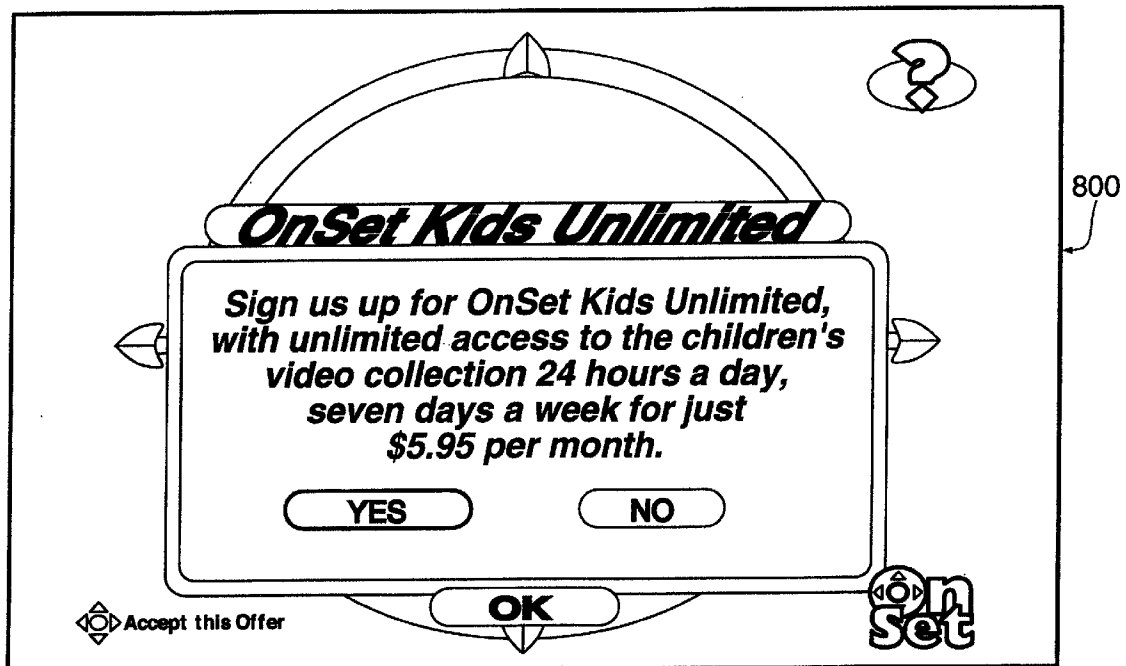 ?
800
OnSet Kids Unlimited
Sign us up for OnSet Kids Unlimited,
with unlimited access to the children's
video collection 24 hours a day,
seven days a week for just
$5.95 per month.
YES NO
OK
Accept this Offer
On
Set